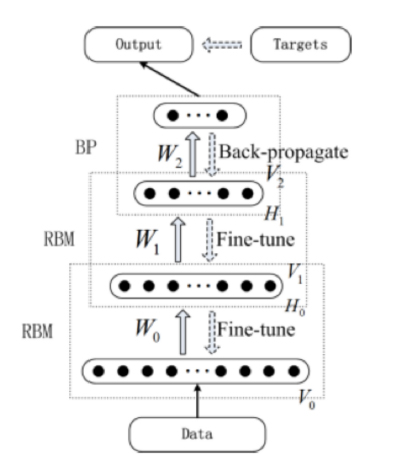 Output
Targets
BP
W2
Back-propagate
V2
H1
RBM
W1
Fine-tune
V1
H0
RBM
W0
Fine-tune
V0
Data